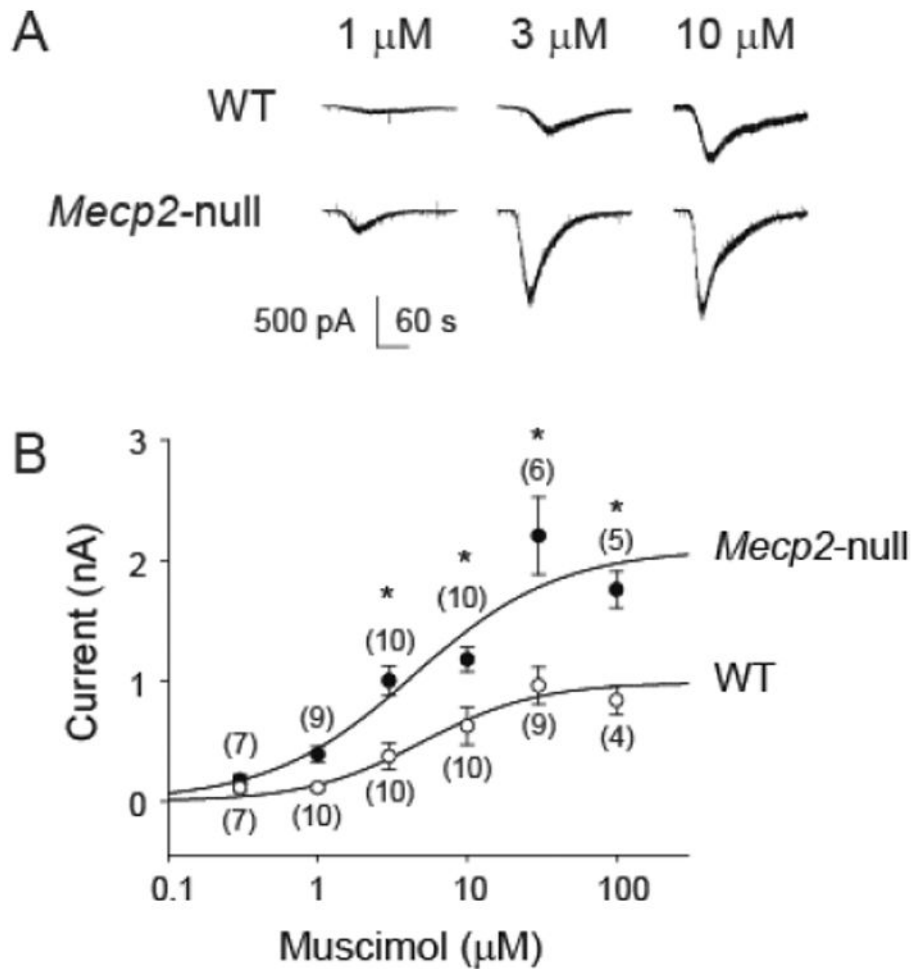 A
1 µM 3 µM 10 µM
WT
Mecp2-null
500 pA 60 s
B
3
2
1
0
Current (nA)
*
(6)
*
(5)
*
(10)
*
(10)
(9)
(7)
Mecp2-null
WT
(7)
(10)
(10)
(10)
(9)
(4)
0.1 1 10 100
Muscimol (µM)